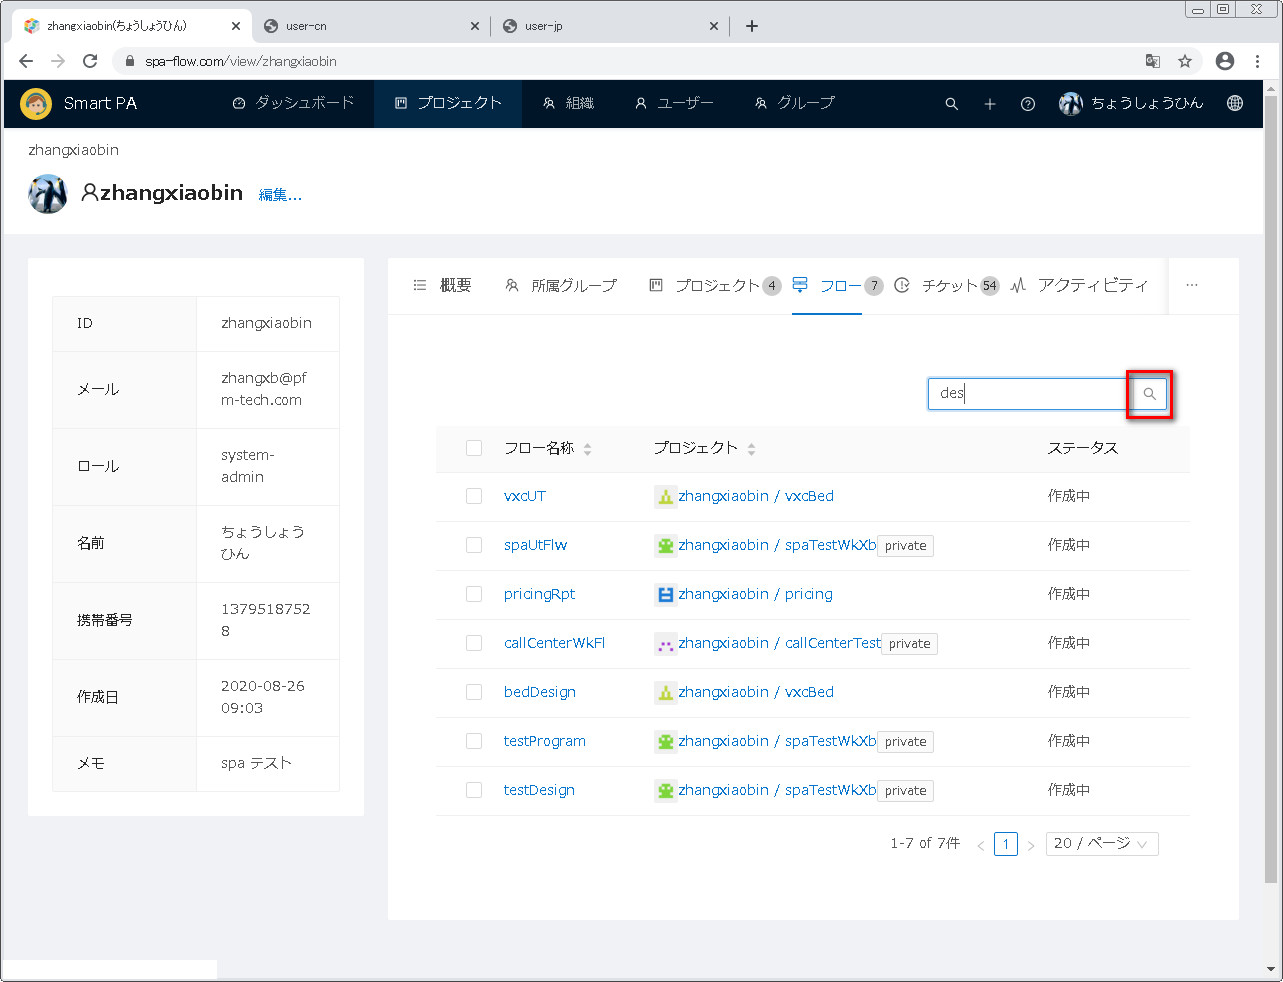 zhangxiaobin(ちょうしょうひん)
user-cn
user-jp
spa-flow.com/view/zhangxiaobin
Smart PA
ダッシュボード
プロジェクト
組織
ユーザー
グループ
ちょうしょうひん
zhangxiaobin
zhangxiaobin
編集...
ID
zhangxiaobin
メール
zhangxb@pf
m-tech.com
ロール
system-
admin
名前
ちょうしょう
ひん
携帯番号
1379518752
8
作成日
2020-08-26
09:03
メモ
spa テスト
概要
所属グループ
プロジェクト 4
フロー 7
チケット 54
アクティビティ
...
des
フロー名称
プロジェクト
ステータス
vxcUT
zhangxiaobin / vxcBed
作成中
spaUtFlw
zhangxiaobin / spaTestWkXb private
作成中
pricingRpt
zhangxiaobin / pricing
作成中
callCenterWkFl
zhangxiaobin / callCenterTest private
作成中
bedDesign
zhangxiaobin / vxcBed
作成中
testProgram
zhangxiaobin / spaTestWkXb private
作成中
testDesign
zhangxiaobin / spaTestWkXb private
作成中
1-7 of 7件
1
20 / ページ